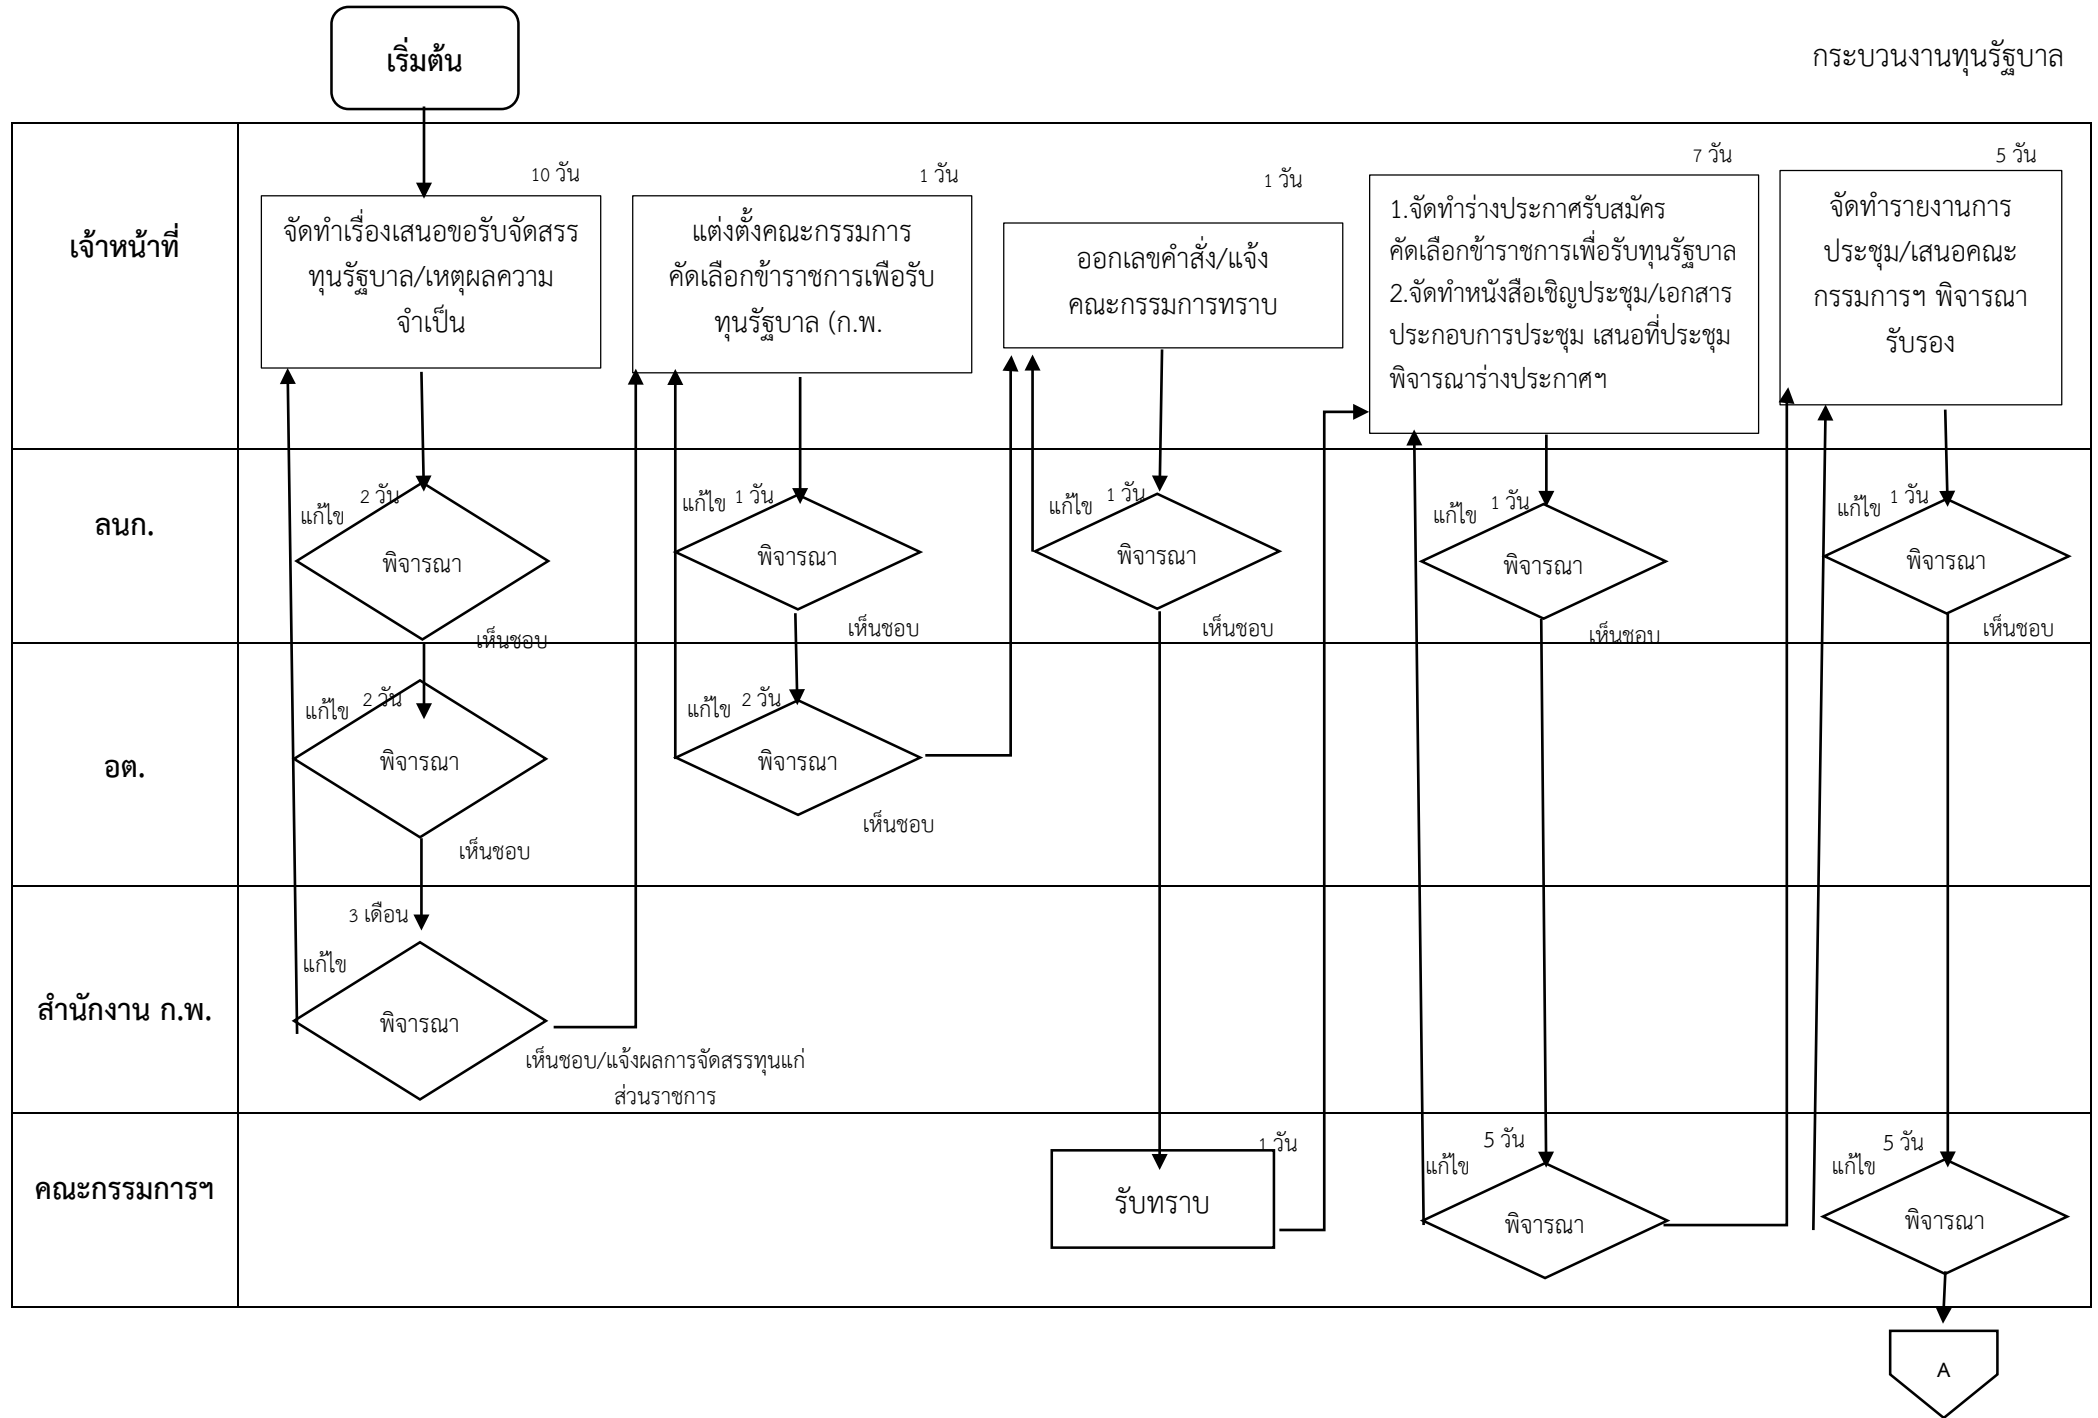 เริ่มต้น
กระบวนงานทุนรัฐบาล
เจ้าหน้าที่
10 วัน
จัดทำเรื่องเสนอขอรับจัดสรร
ทุนรัฐบาล/เหตุผลความ
จำเป็น
1 วัน
แต่งตั้งคณะกรรมการ
คัดเลือกข้าราชการเพือรับ
ทุนรัฐบาล (ก.พ.
1 วัน
ออกเลขคำสั่ง/แจ้ง
คณะกรรมการทราบ
7 วัน
1.จัดทำร่างประกาศรับสมัคร
คัดเลือกข้าราชการเพื่อรับทุนรัฐบาล
2.จัดทำหนังสือเชิญประชุม/เอกสาร
ประกอบการประชุม เสนอที่ประชุม
พิจารณาร่างประกาศฯ
5 วัน
จัดทำรายงานการ
ประชุม/เสนอคณะ
กรรมการฯ พิจารณา
รับรอง
ลนก.
แก้ไข
2 วัน
พิจารณา
เห็นชอบ
แก้ไข
1 วัน
พิจารณา
เห็นชอบ
แก้ไข
1 วัน
พิจารณา
เห็นชอบ
แก้ไข
1 วัน
พิจารณา
เห็นชอบ
แก้ไข
1 วัน
พิจารณา
เห็นชอบ
อต.
แก้ไข
2 วัน
พิจารณา
เห็นชอบ
แก้ไข
2 วัน
พิจารณา
เห็นชอบ
สำนักงาน ก.พ.
3 เดือน
แก้ไข
พิจารณา
เห็นชอบ/แจ้งผลการจัดสรรทุนแก่
ส่วนราชการ
คณะกรรมการฯ
1 วัน
รับทราบ
5 วัน
แก้ไข
พิจารณา
5 วัน
แก้ไข
พิจารณา
A